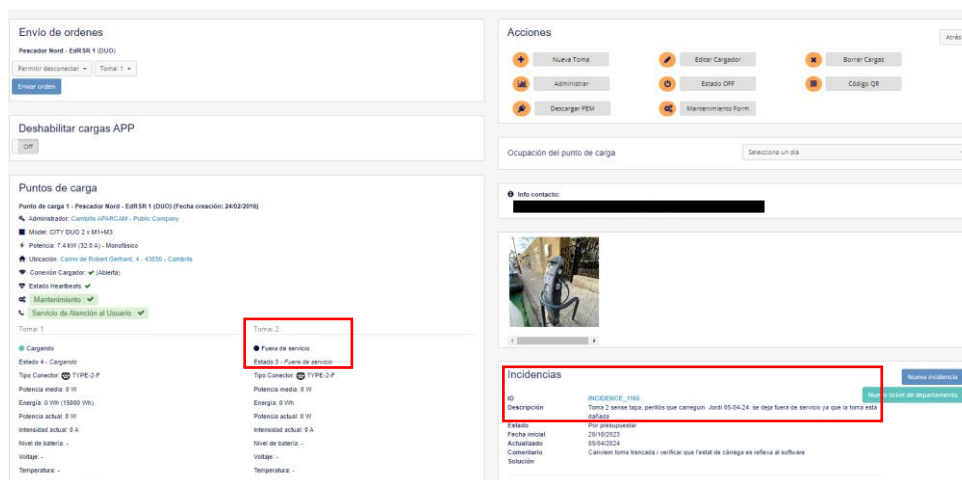 Envío de ordenes
Pescador Nord - EdRSR 1 (DUO)
Permitir desconectar
Toma: 1
Enviar orden
Deshabilitar cargas APP
Off
Puntos de carga
Punto de carga 1 - Pescador Nord - EdRSR 1 (DUO) (Fecha creación: 24/02/2016)
Administrador: Cambrils APARCAM - Public Company
Model: CITY DUO 2 x M1+M3
Potencia: 7.4 kW (32.0 A) - Monofásico
Ubicación: Carrer de Robert Gerhard, 4 - 43850 - Cambrils
Conexión Cargador: ✔ (Abierta)
Estado Heartbeats: ✔
Mantenimiento : ✔
Servicio de Atención al Usuario : ✔
Toma: 1
Cargando
Estado 4 - Cargando
Tipo Conector: TYPE-2-F
Potencia media: 0 W
Energía: 0 Wh (15000 Wh)
Potencia actual: 0 W
Intensidad actual: 0 A
Nivel de batería: -
Voltaje: -
Temperatura: -
Toma: 2
Fuera de servicio
Estado 3 - Fuera de servicio
Tipo Conector: TYPE-2-F
Potencia media: 0 W
Energía: 0 Wh
Potencia actual: 0 W
Intensidad actual: 0 A
Nivel de batería: -
Voltaje: -
Temperatura: -
Acciones
Atrás
Nueva Toma
Editar Cargador
Borrar Cargas
Administrar
Estado OFF
Código QR
Descargar PEM
Mantenimiento Form
Ocupación del punto de carga
Selecciona un día
Info contacto:
Incidencias
Nueva incidencia
Nuevo ticket de departamento
ID INCIDENCE_1165
Descripción Toma 2 sense tapa, perillós que carreguin. Jordi 05-04-24: se deja fuera de servicio ya que la toma está
dañada
Estado Por presupuestar
Fecha inicial 20/10/2023
Actualizado 05/04/2024
Comentario Canviem toma trencada i verificar que l'estat de càrrega es reflexa al software
Solución